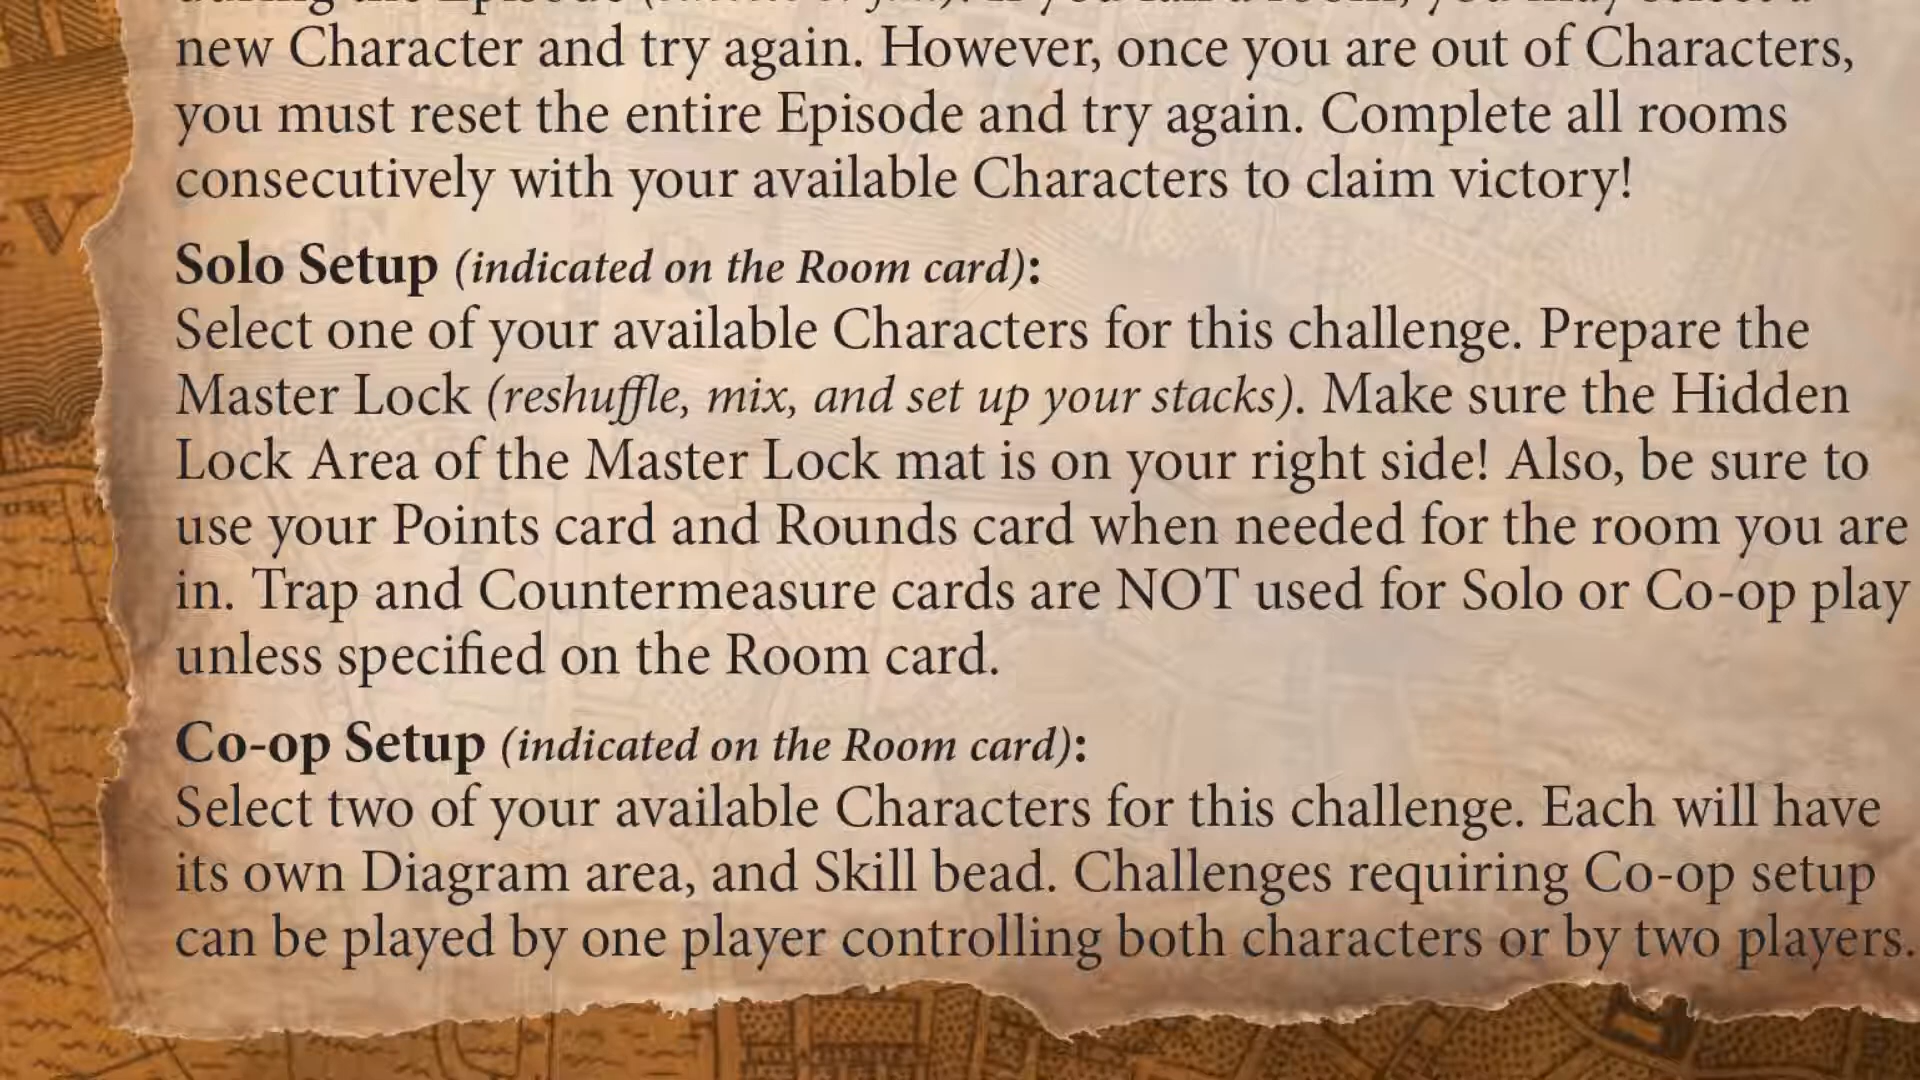 during the Episode
new Character and try again. However, once you are out of Characters,
you must reset the entire Episode and try again. Complete all rooms
consecutively with your available Characters to claim victory!
Solo Setup (indicated on the Room card):
Select one of your available Characters for this challenge. Prepare the
Master Lock (reshuffle, mix, and set up your stacks). Make sure the Hidden
Lock Area of the Master Lock mat is on your right side! Also, be sure to
use your Points card and Rounds card when needed for the room you are
in. Trap and Countermeasure cards are NOT used for Solo or Co-op play
unless specified on the Room card.
Co-op Setup (indicated on the Room card):
Select two of your available Characters for this challenge. Each will have
its own Diagram area, and Skill bead. Challenges requiring Co-op setup
can be played by one player controlling both characters or by two players.